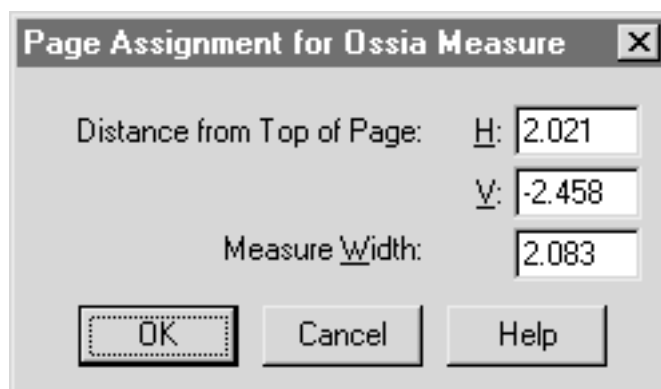 Page Assignment for Ossia Measure
Distance from Top of Page: H: 2.021
V: -2.458
Measure Width: 2.083
OK Cancel Help